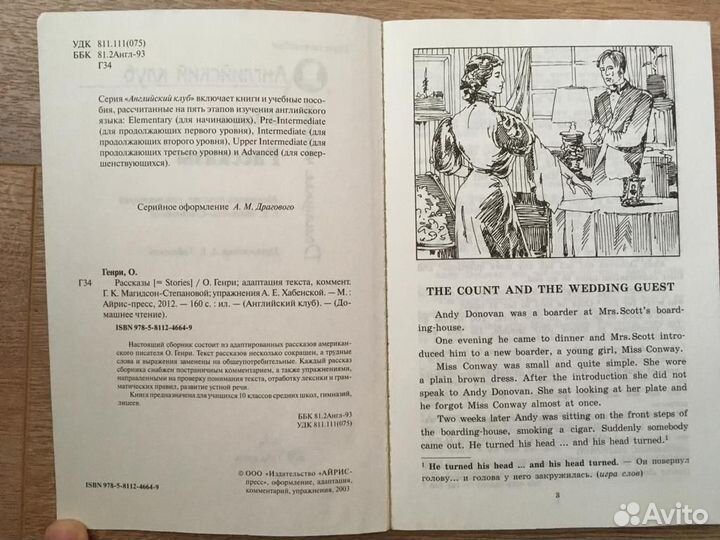 УДК 811.111(075)
ББК 81.2Англ-93
Г34
Английский клуб
Серия «Английский клуб» включает книги и учебные посо-
бия, рассчитанные на пять этапов изучения английского
языка: Elementary (для начинающих), Pre-Intermediate
(для продолжающих первого уровня), Intermediate (для
продолжающих второго уровня), Upper Intermediate (для
продолжающих третьего уровня) и Advanced (для совер-
шенствующихся).
Серийное оформление А. М. Драгового
Генри, О.
Г34 Рассказы [= Stories] / О. Генри; адаптация текста, коммент.
Г. К. Магидсон-Степановой; упражнения А. Е. Хабенской. — М. :
Айрис-пресс, 2012. — 160 с. : ил. — (Английский клуб). — (До-
машнее чтение).
ISBN 978-5-8112-4664-9
Настоящий сборник состоит из адаптированных рассказов американ-
ского писателя О. Генри. Текст рассказов несколько сокращен, а трудные
слова и выражения заменены на общеупотребительные. Каждый рассказ
сборника снабжен постраничным комментарием, а также упражнениями,
направленными на проверку понимания текста, отработку лексики и грам-
матических правил, развитие устной речи.
Книга предназначена для учащихся 10 классов средних школ, гимназий,
лицеев.
ББК 81.2Англ-93
УДК 811.111(075)
© ООО «Издательство «АЙРИС-
пресс», оформление, адаптация,
комментарий, упражнения, 2003
ISBN 978-5-8112-4664-9
THE COUNT AND THE WEDDING GUEST
Andy Donovan was a boarder at Mrs. Scott's board-
ing-house.
One evening he came to dinner and Mrs. Scott intro-
duced him to a new boarder, a young girl, Miss Conway.
Miss Conway was small and quite simple. She wore
a plain brown dress. After the introduction she did not
speak to Andy Donovan. She sat looking at her plate and
he forgot Miss Conway almost at once.
Two weeks later Andy was sitting on the front steps
of the boarding-house, smoking a cigar. Suddenly somebody
came out. He turned his head ... and his head turned.¹
¹ He turned his head ... and his head turned. — Он повернул
голову... и голова у него закружилась. (игра слов)
3
Avito